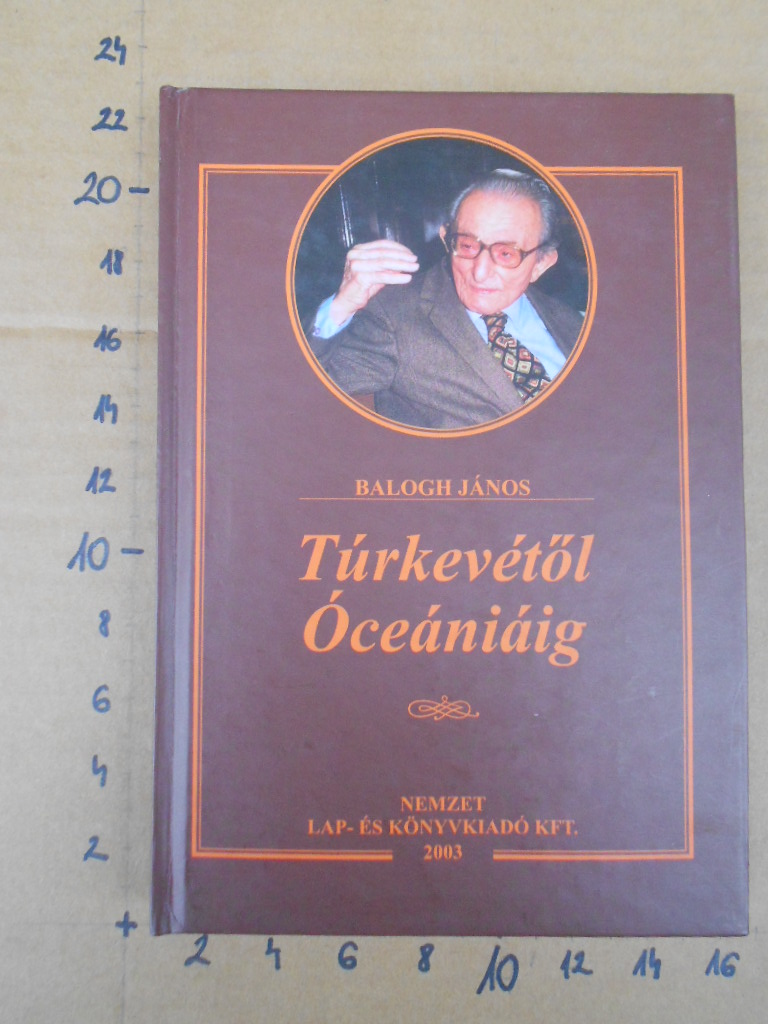 24
22
20
18
16
14
12
10
8
6
4
2
+
BALOGH JÁNOS
Túrkevétől
Óceániáig
NEMZET
LAP- ÉS KÖNYVKIADÓ KFT.
2003
2 4 6 8 10 12 14 16